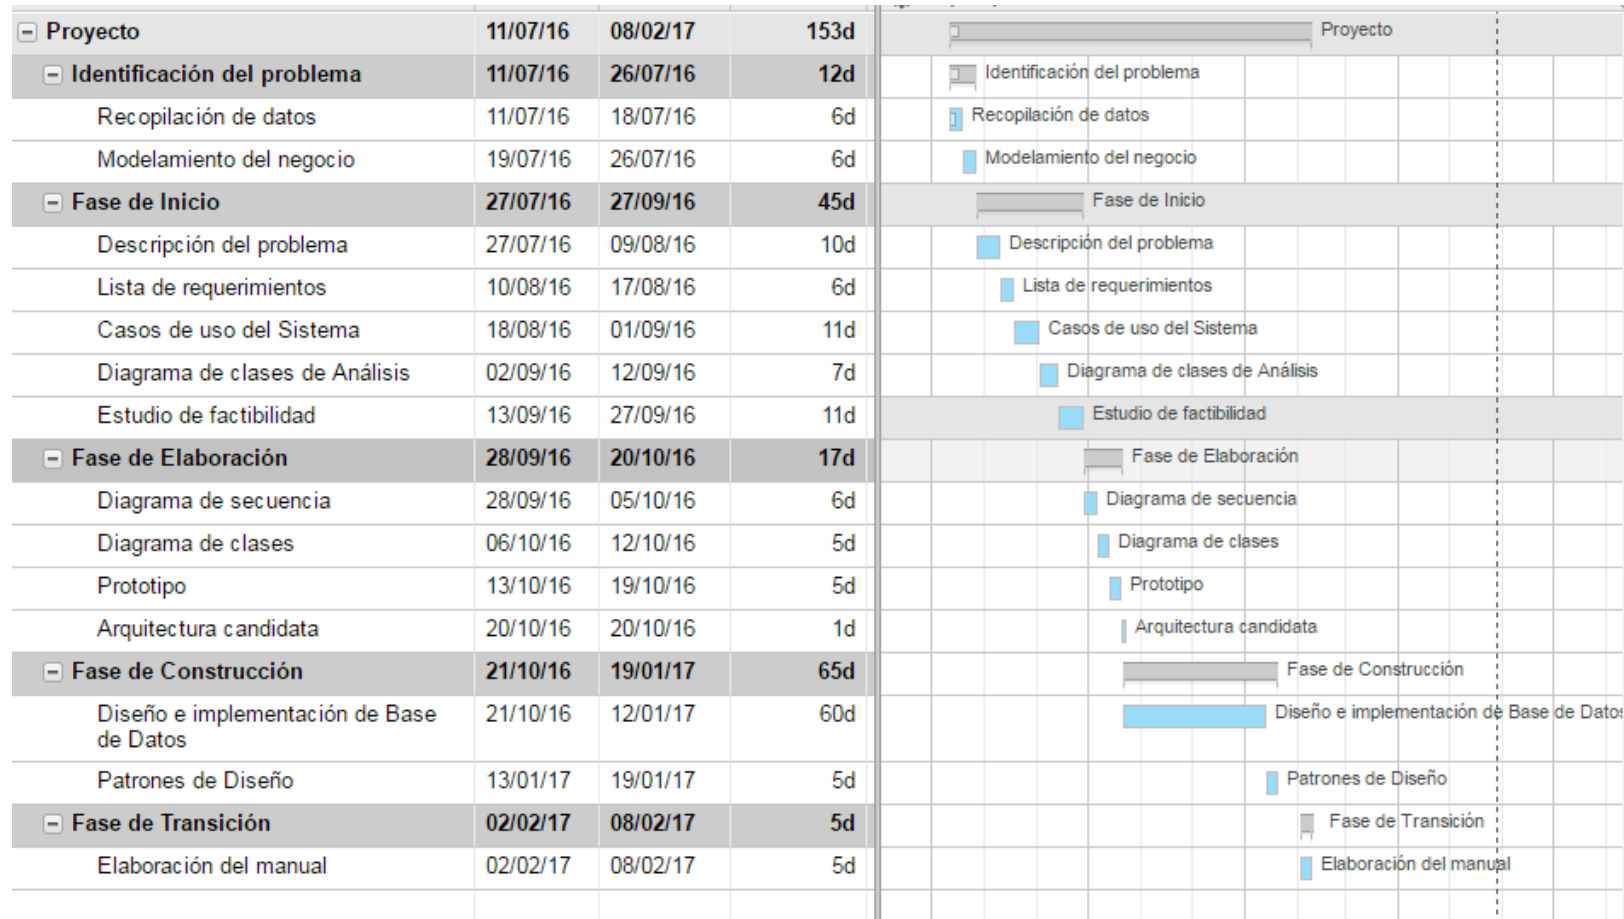 Proyecto 11/07/16 08/02/17 153d Proyecto
Identificación del problema 11/07/16 26/07/16 12d Identificación del problema
Recopilación de datos 11/07/16 18/07/16 6d Recopilación de datos
Modelamiento del negocio 19/07/16 26/07/16 6d Modelamiento del negocio
Fase de Inicio 27/07/16 27/09/16 45d Fase de Inicio
Descripción del problema 27/07/16 09/08/16 10d Descripción del problema
Lista de requerimientos 10/08/16 17/08/16 6d Lista de requerimientos
Casos de uso del Sistema 18/08/16 01/09/16 11d Casos de uso del Sistema
Diagrama de clases de Análisis 02/09/16 12/09/16 7d Diagrama de clases de Análisis
Estudio de factibilidad 13/09/16 27/09/16 11d Estudio de factibilidad
Fase de Elaboración 28/09/16 20/10/16 17d Fase de Elaboración
Diagrama de secuencia 28/09/16 05/10/16 6d Diagrama de secuencia
Diagrama de clases 06/10/16 12/10/16 5d Diagrama de clases
Prototipo 13/10/16 19/10/16 5d Prototipo
Arquitectura candidata 20/10/16 20/10/16 1d Arquitectura candidata
Fase de Construcción 21/10/16 19/01/17 65d Fase de Construcción
Diseño e implementación de Base 21/10/16 12/01/17 60d Diseño e implementación de Base de Datos
de Datos
Patrones de Diseño 13/01/17 19/01/17 5d Patrones de Diseño
Fase de Transición 02/02/17 08/02/17 5d Fase de Transición
Elaboración del manual 02/02/17 08/02/17 5d Elaboración del manual